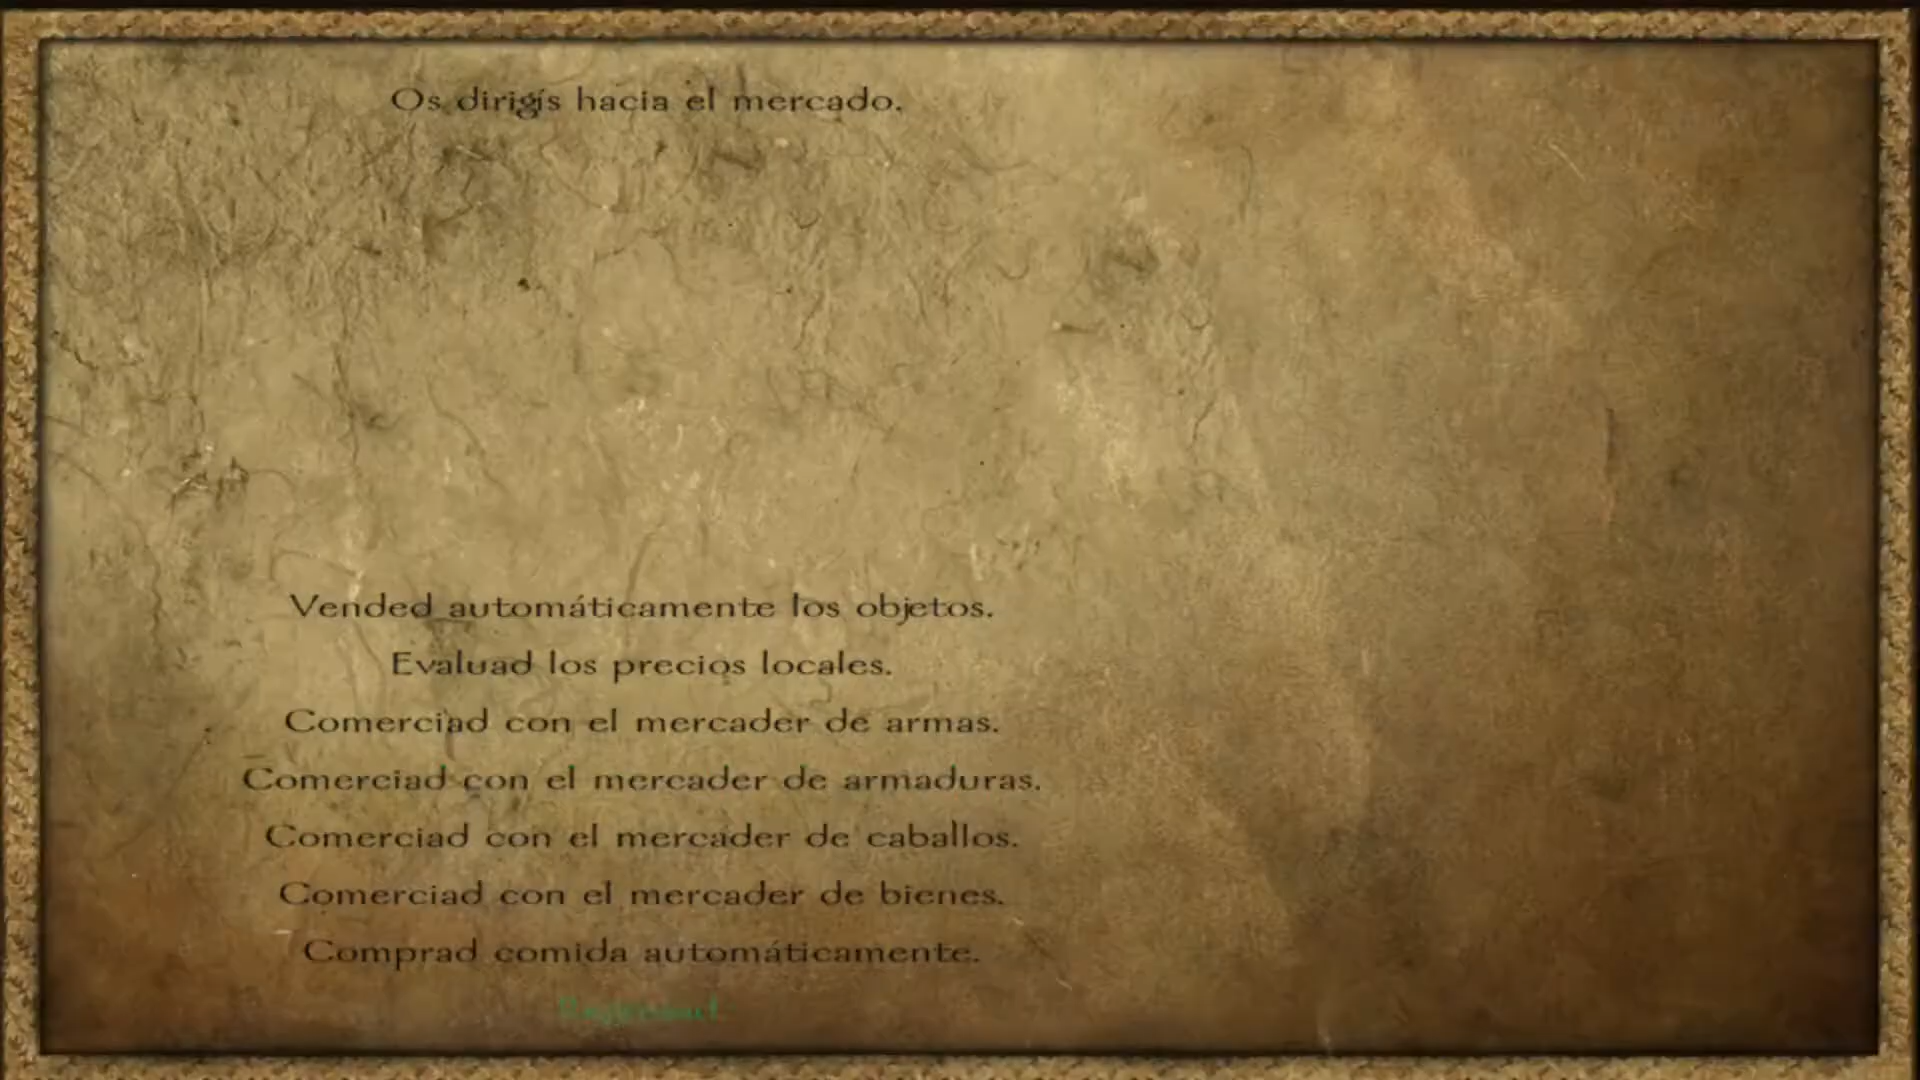 Os dirigís hacia el mercado.
Vended automáticamente los objetos.
Evaluad los precios locales.
Comerciad con el mercader de armas.
Comerciad con el mercader de armaduras.
Comerciad con el mercader de caballos.
Comerciad con el mercader de bienes.
Comprad comida automáticamente.